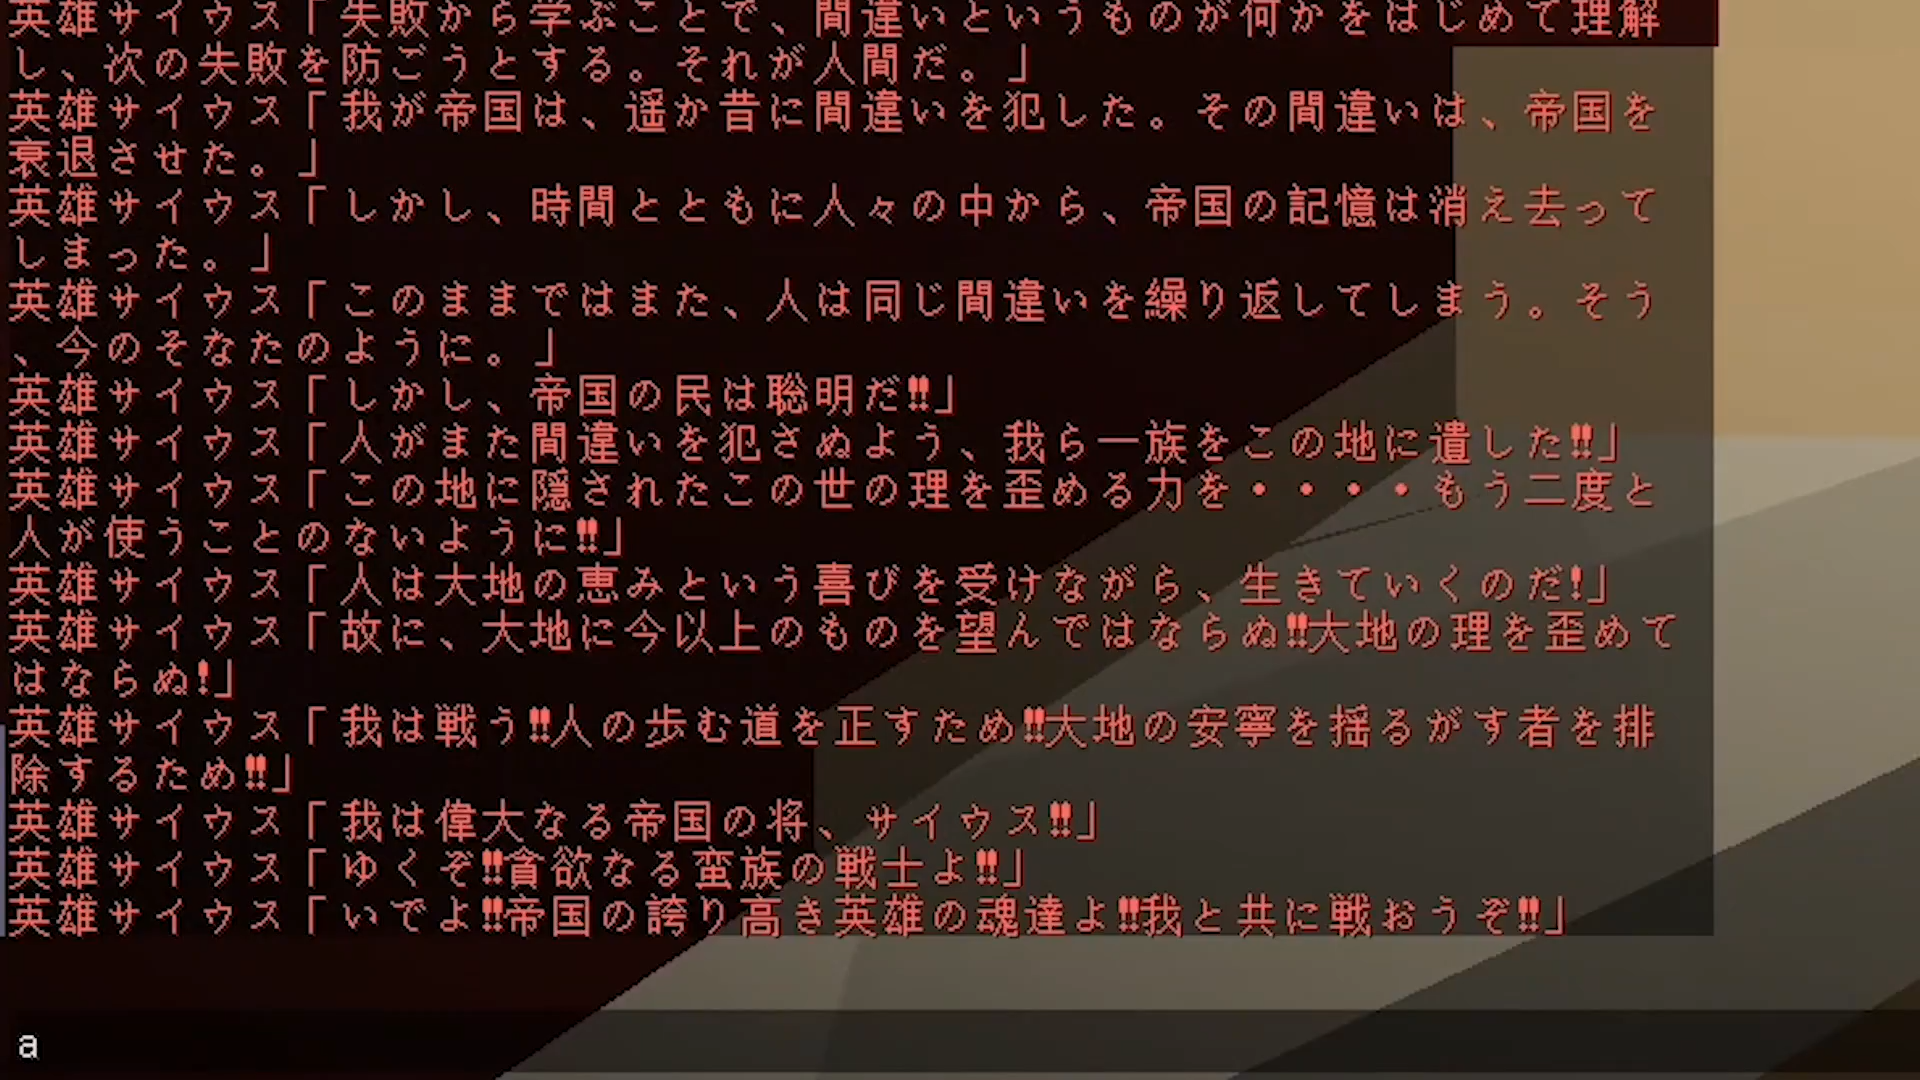 英雄サイウス「失敗から学ぶことで、間違いというものが何かをはじめて理解
し、次の失敗を防ごうとする。それが人間だ。」
英雄サイウス「我が帝国は、遥か昔に間違いを犯した。その間違いは、帝国を
衰退させた。」
英雄サイウス「しかし、時間とともに人々の中から、帝国の記憶は消え去って
しまった。」
英雄サイウス「このままではまた、人は同じ間違いを繰り返してしまう。そう
、今のそなたのように。」
英雄サイウス「しかし、帝国の民は聡明だ‼」
英雄サイウス「人がまた間違いを犯さぬよう、我ら一族をこの地に遺した‼」
英雄サイウス「この地に隠されたこの世の理を歪める力を・・・・もう二度と
人が使うことのないように‼」
英雄サイウス「人は大地の恵みという喜びを受けながら、生きていくのだ!」
英雄サイウス「故に、大地に今以上のものを望んではならぬ‼大地の理を歪めて
はならぬ!」
英雄サイウス「我は戦う‼人の歩む道を正すため‼大地の安寧を揺るがす者を排
除するため‼」
英雄サイウス「我は偉大なる帝国の将、サイウス‼」
英雄サイウス「ゆくぞ‼貪欲なる蛮族の戦士よ‼」
英雄サイウス「いでよ‼帝国の誇り高き英雄の魂達よ‼我と共に戦おうぞ‼」
a